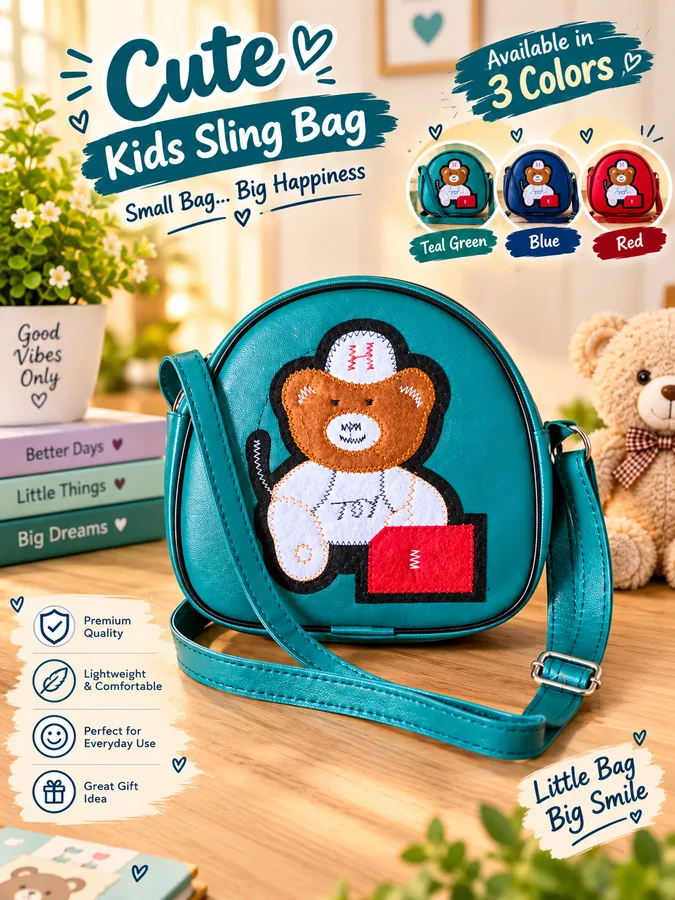 Cute
Kids Sling Bag
Small Bag... Big Happiness
Available in
3 Colors
Teal Green
Blue
Red
Good
Vibes
Only
Better Days
Little Things
Big Dreams
H
TOY
Premium
Quality
Lightweight
& Comfortable
Perfect for
Everyday Use
Great Gift
Idea
Little Bag
Big Smile